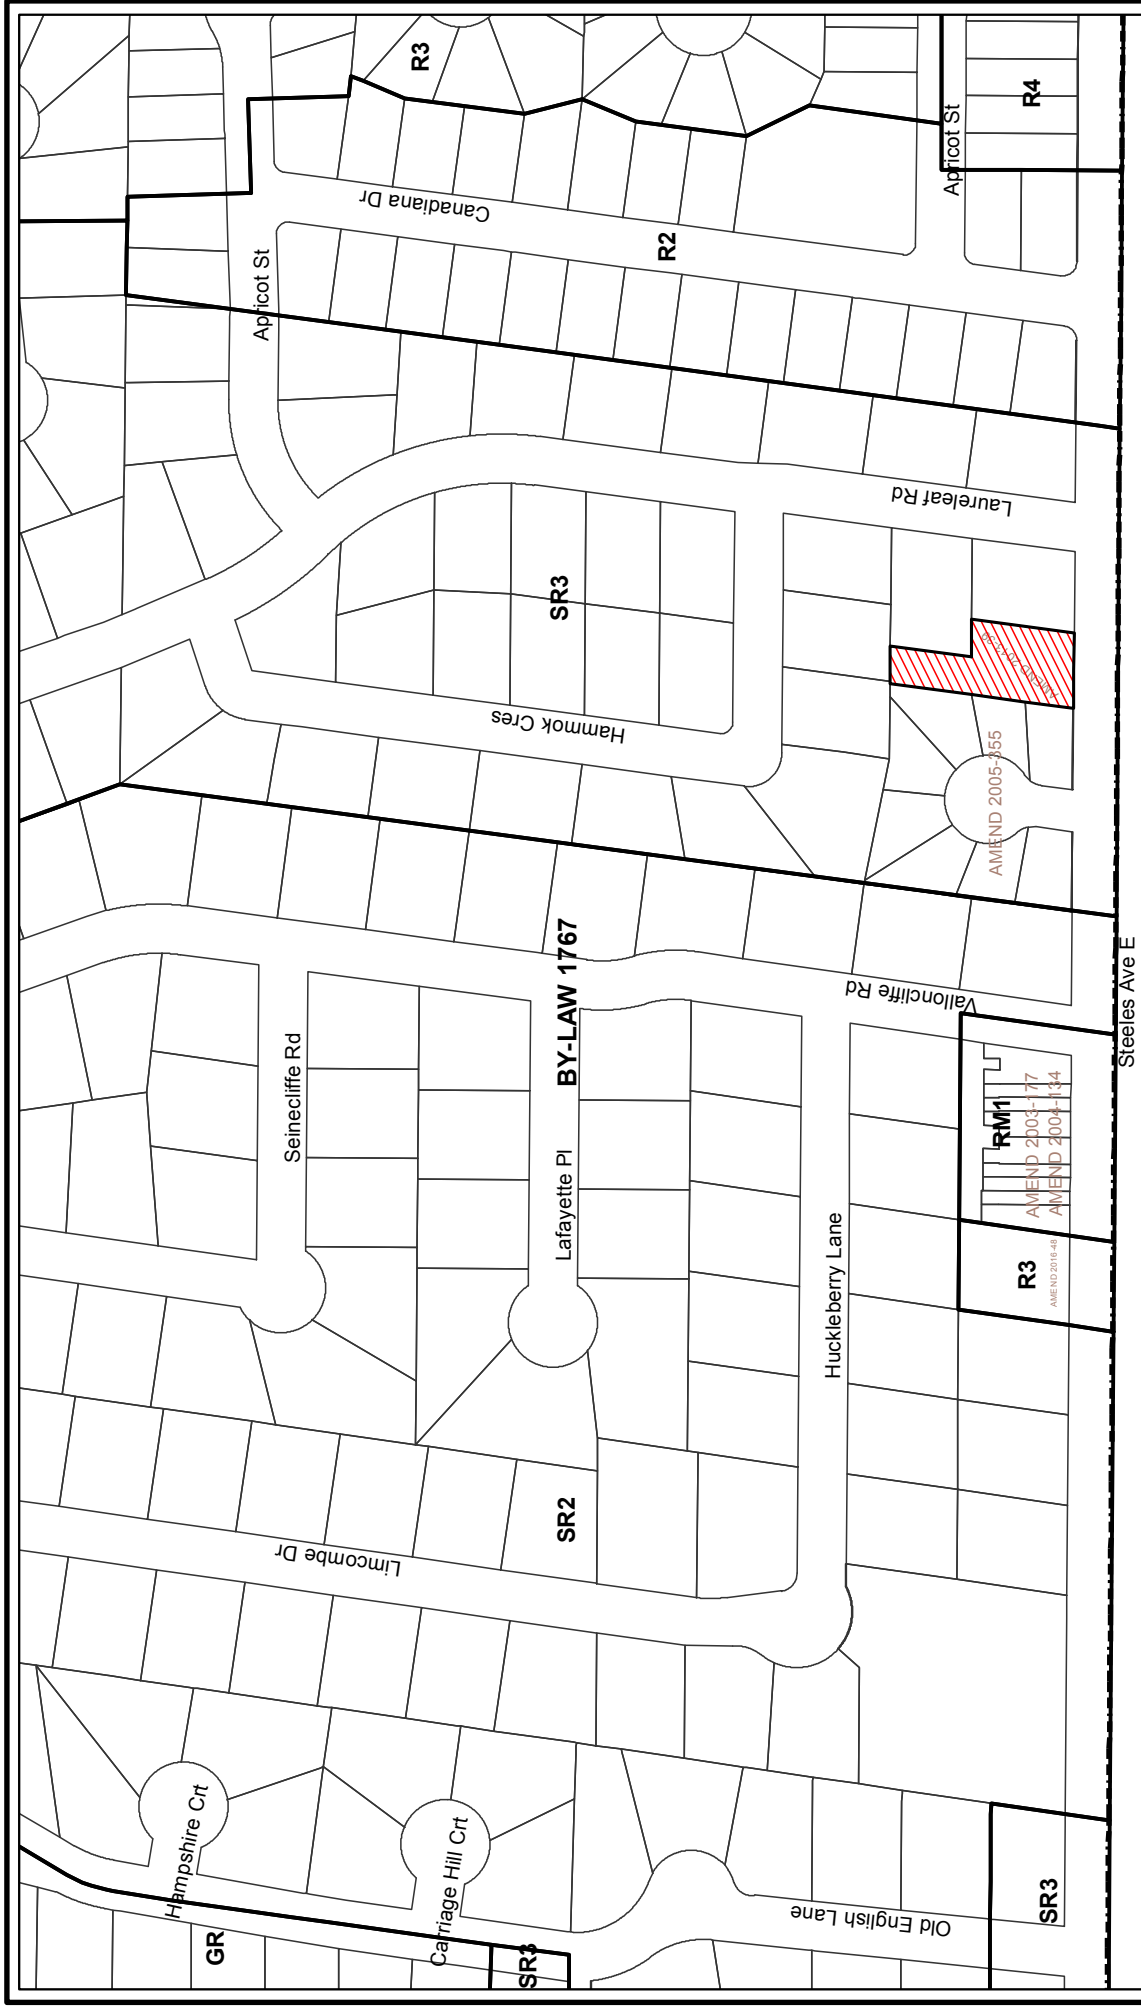 R3
R4
Apricot St
Canadiana Dr
R2
Apricot St
Laureleaf Rd
SR3
Hammok Cres
AMEND 2005-355
BY-LAW 1767
Valloncliffe Rd
Steeles Ave E
Seinecliffe Rd
RM1
AMEND 2003-177
AMEND 2004-134
Lafayette Pl
Huckleberry Lane
R3
AMEND 2016-48
SR2
Limcombe Dr
Hampshire Crt
Carriage Hill Crt
Old English Lane
GR
SR3
SR3
AMEND